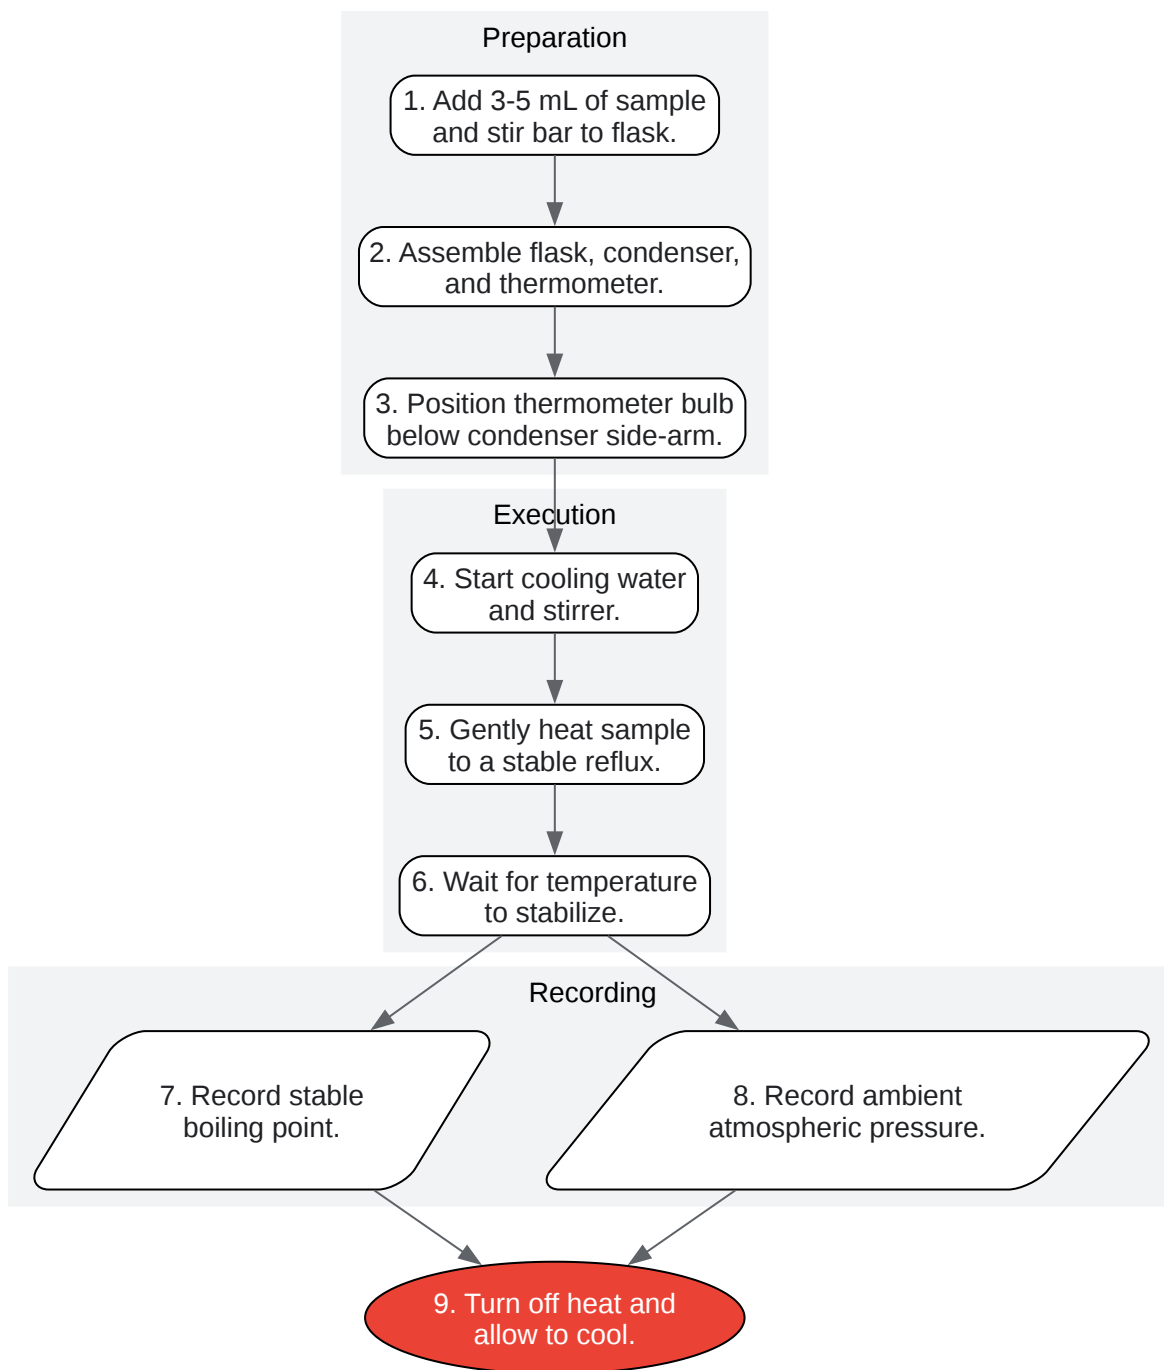 Preparation
1. Add 3-5 mL of sample
and stir bar to flask.
2. Assemble flask, condenser,
and thermometer.
3. Position thermometer bulb
below condenser side-arm.
Execution
4. Start cooling water
and stirrer.
5. Gently heat sample
to a stable reflux.
6. Wait for temperature
to stabilize.
Recording
7. Record stable
boiling point.
8. Record ambient
atmospheric pressure.
9. Turn off heat and
allow to cool.